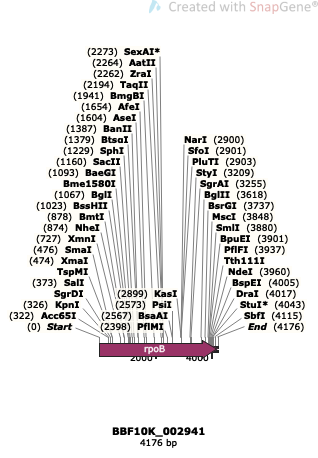 Created with SnapGene®
(2273) SexAI*
(2264) AatII
(2262) ZraI
(2194) TaqII
(1941) BmgBI
(1654) AfeI
(1604) AseI
(1387) BanII
(1379) BtsαI
(1229) SphI
(1160) SacII
(1093) BaeGI
Bme1580I
(1067) BglI
(1023) BssHII
(878) BmtI
(874) NheI
(727) XmnI
(476) SmaI
(474) XmaI
TspMI
(373) SalI
SgrDI
(326) KpnI
(322) Acc65I
(0) Start
(2899) KasI
(2573) PsiI
(2567) BsaAI
(2398) PflMI
NarI (2900)
SfoI (2901)
PluTI (2903)
StyI (3209)
SgrAI (3255)
BglII (3618)
BsrGI (3737)
MscI (3848)
SmlI (3880)
BpuEI (3901)
PflFI (3937)
Tth111I
NdeI (3960)
BspEI (4005)
DraI (4017)
StuI* (4043)
SbfI (4115)
End (4176)
rpoB
2000
4000
BBF10K_002941
4176 bp